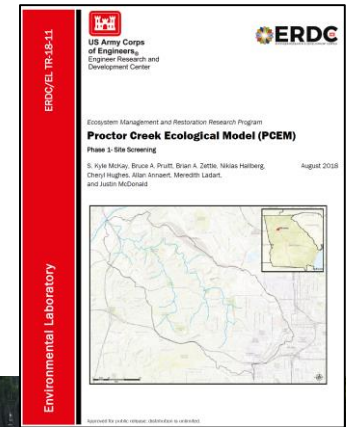 ERDC/EL TR-18-11
Environmental Laboratory
US Army Corps
of Engineers®
Engineer Research and
Development Center
ERDC
Ecosystem Management and Restoration Research Program
Proctor Creek Ecological Model (PCEM)
Phase 1- Site Screening
S. Kyle McKay, Bruce A. Pruitt, Brian A. Zettle, Niklas Hallberg,
Cheryl Hughes, Allan Annaert, Meredith Ladart,
and Justin McDonald
August 2018
Approved for public release; distribution is unlimited.